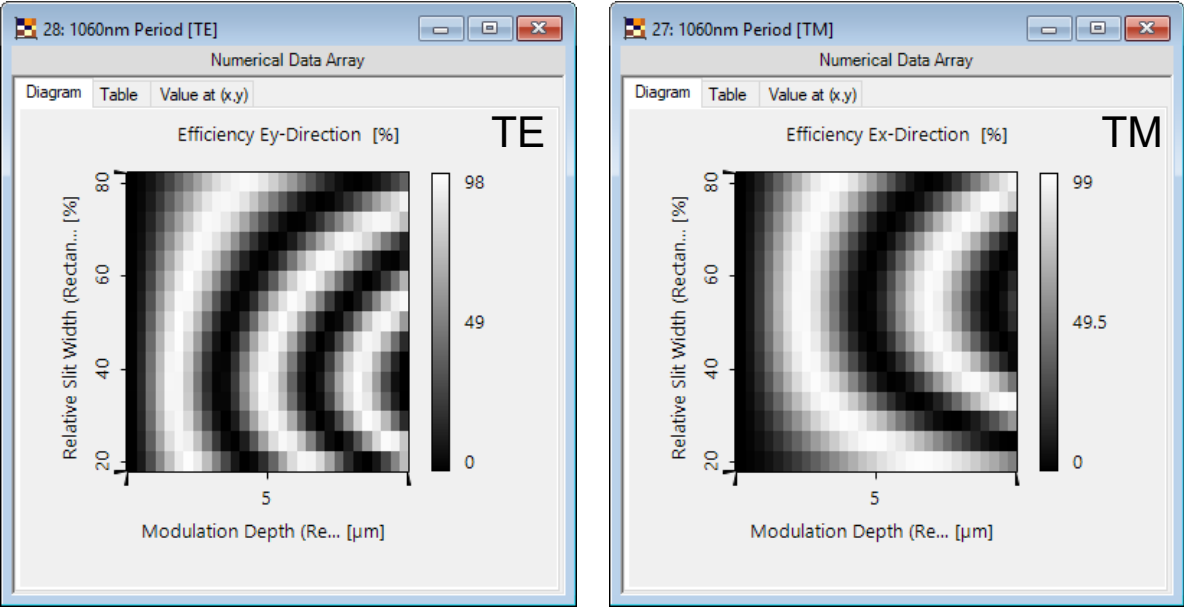 28: 1060nm Period [TE]
Numerical Data Array
Diagram Table Value at (x,y)
TE
Efficiency Ey-Direction [%]
80
60
40
20
Relative Slit Width (Rectan... [%]
98
49
0
5
Modulation Depth (Re... [µm]
27: 1060nm Period [TM]
Numerical Data Array
Diagram Table Value at (x,y)
TM
Efficiency Ex-Direction [%]
80
60
40
20
Relative Slit Width (Rectan... [%]
99
49.5
0
5
Modulation Depth (Re... [µm]